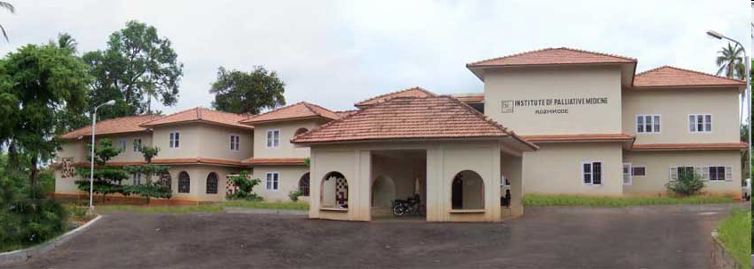 INSTITUTE OF PALLIATIVE MEDICINE
KOZHIKODE